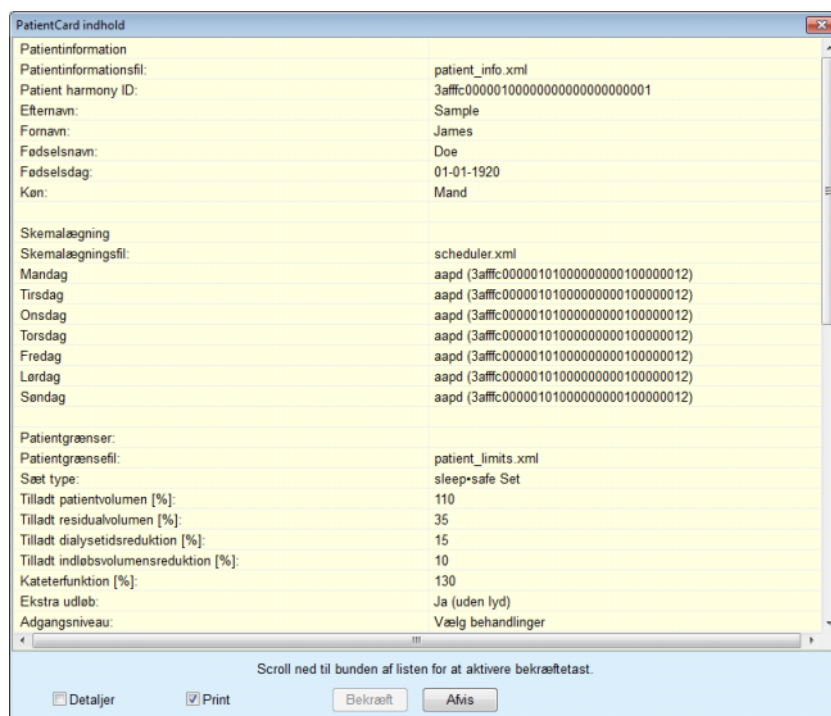 PatientCard indhold
Patientinformation
Patientinformationsfil: patient_info.xml
Patient harmony ID: 3afffc00000100000000000000000001
Efternavn: Sample
Fornavn: James
Fødselsnavn: Doe
Fødselsdag: 01-01-1920
Køn: Mand
Skemalægning
Skemalægningsfil: scheduler.xml
Mandag aapd (3afffc00000101000000000100000012)
Tirsdag aapd (3afffc00000101000000000100000012)
Onsdag aapd (3afffc00000101000000000100000012)
Torsdag aapd (3afffc00000101000000000100000012)
Fredag aapd (3afffc00000101000000000100000012)
Lørdag aapd (3afffc00000101000000000100000012)
Søndag aapd (3afffc00000101000000000100000012)
Patientgrænser:
Patientgrænsefil: patient_limits.xml
Sæt type: sleep•safe Set
Tilladt patientvolumen [%]: 110
Tilladt residualvolumen [%]: 35
Tilladt dialysetidsreduktion [%]: 15
Tilladt indløbsvolumensreduktion [%]: 10
Kateterfunktion [%]: 130
Ekstra udløb: Ja (uden lyd)
Adgangsniveau: Vælg behandlinger
Scroll ned til bunden af listen for at aktivere bekræftetast.
Detaljer Print Bekræft Afvis